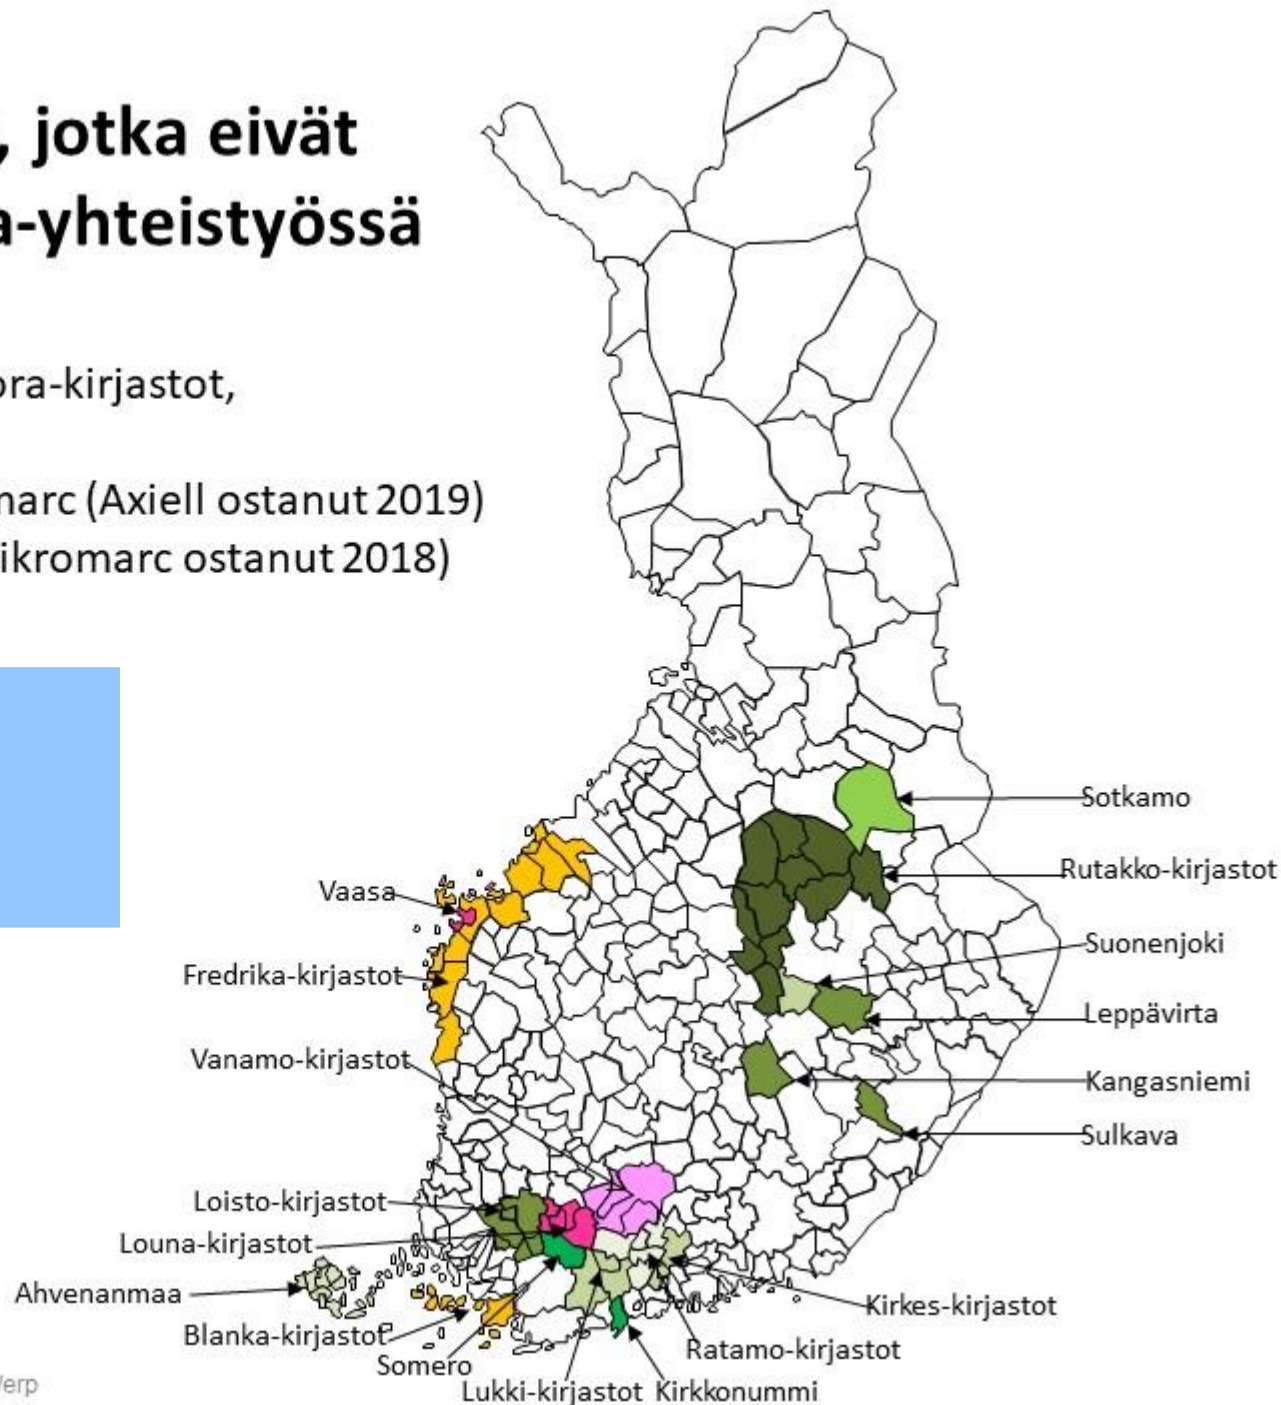 , jotka eivät
a-yhteistyössä
ora-kirjastot,
marc (Axiell ostanut 2019)
ikromarc ostanut 2018)
Sotkamo
Rutakko-kirjastot
Vaasa
Suonenjoki
Fredrika-kirjastot
Leppävirta
Vanamo-kirjastot
Kangasniemi
Sulkava
Loisto-kirjastot
Louna-kirjastot
Ahvenanmaa
Kirkes-kirjastot
Blanka-kirjastot
Ratamo-kirjastot
Somero
Lukki-kirjastot
Kirkkonummi
erp